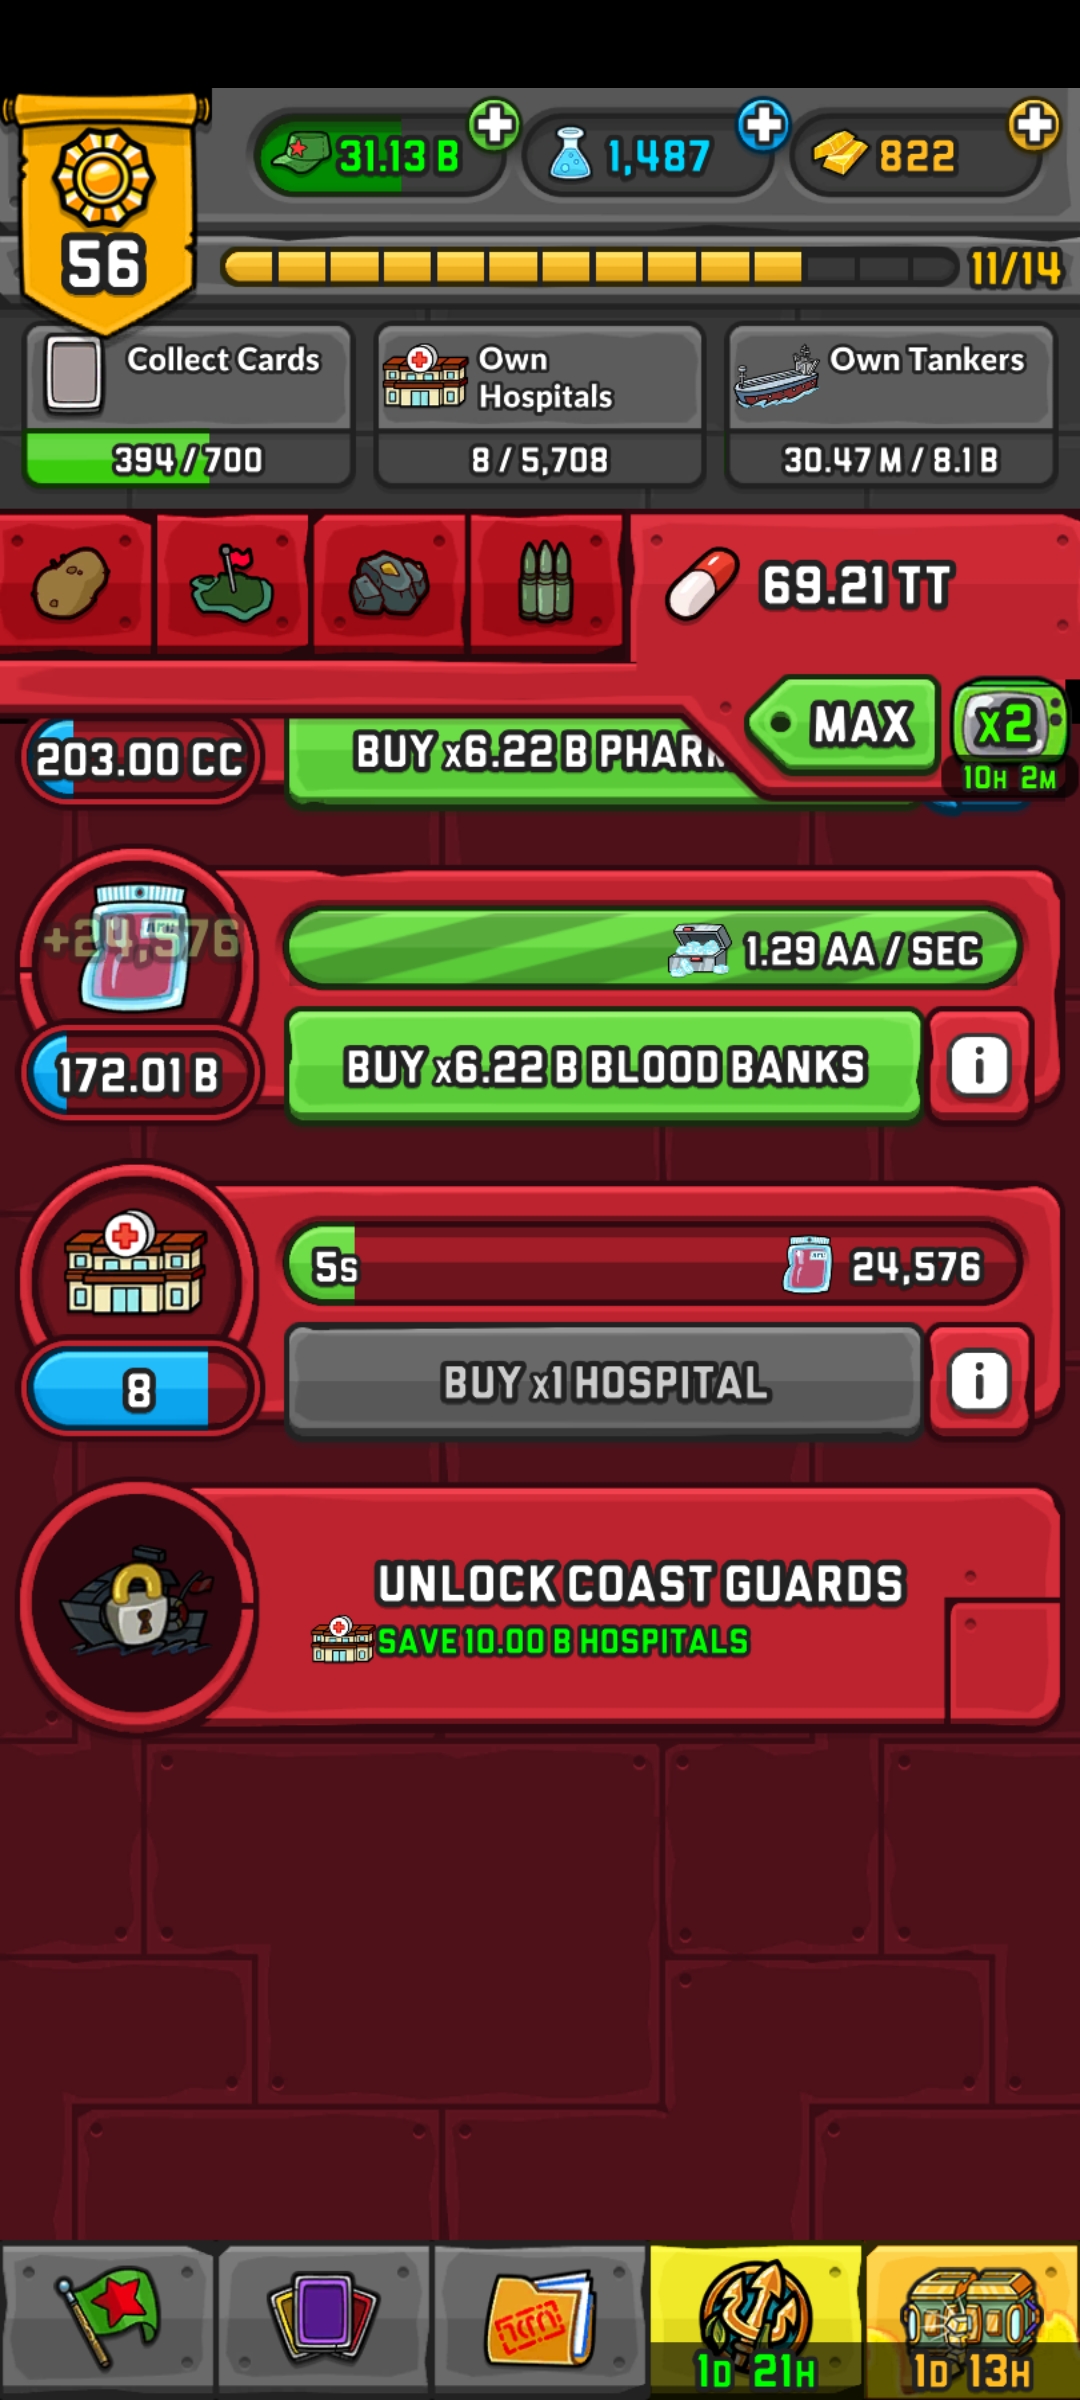 31.13 B
1,487
822
56
11/14
Collect Cards
394/700
Own
Hospitals
8/5,708
Own Tankers
30.47 M/8.1 B
69.21 TT
MAX
x2
10H 2M
203.00 CC
BUY x6.22 B PHARM
+24,576
1.29 AA/SEC
172.01 B
BUY x6.22 B BLOOD BANKS
i
5s
24,576
8
BUY x1 HOSPITAL
i
UNLOCK COAST GUARDS
SAVE 10.00 B HOSPITALS
1D 21H
1D 13H